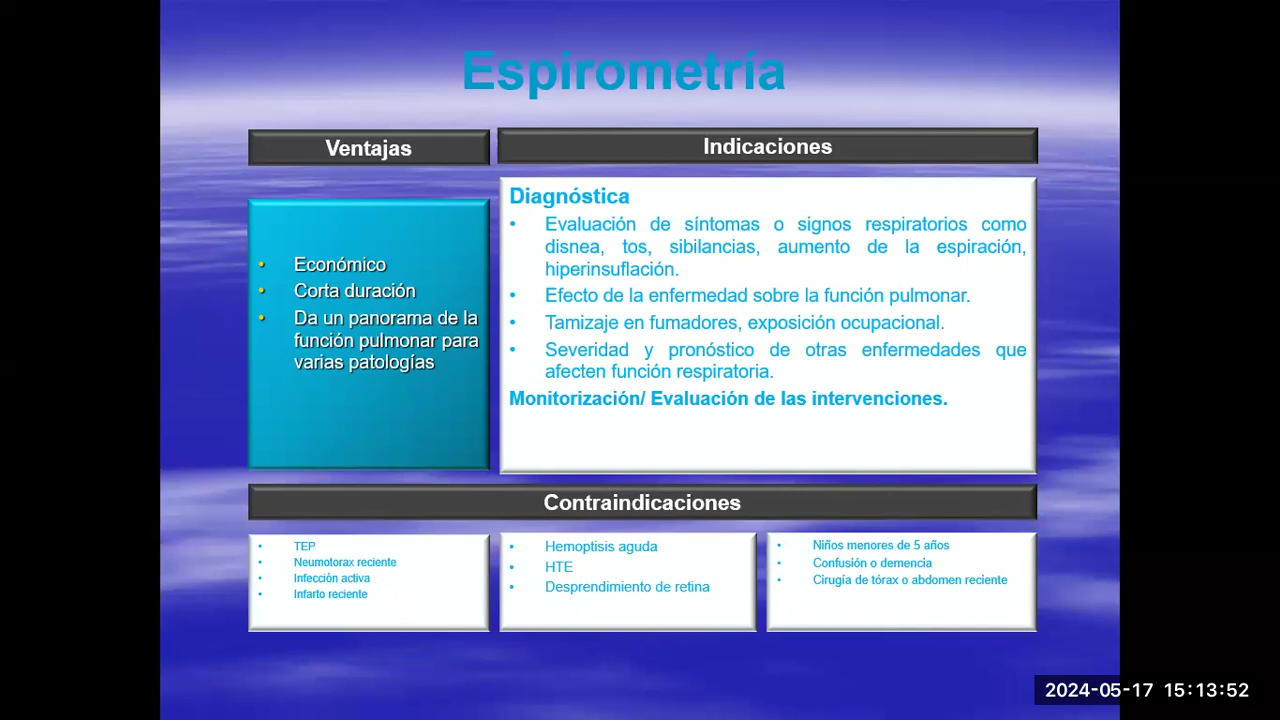 Espirometría
Ventajas
Económico
Corta duración
Da un panorama de la
función pulmonar para
varias patologías
Indicaciones
Diagnóstica
Evaluación de síntomas o signos respiratorios como
disnea, tos, sibilancias, aumento de la espiración,
hiperinsuflación.
Efecto de la enfermedad sobre la función pulmonar.
Tamizaje en fumadores, exposición ocupacional.
Severidad y pronóstico de otras enfermedades que
afecten función respiratoria.
Monitorización/ Evaluación de las intervenciones.
Contraindicaciones
TEP
Neumotorax reciente
Infección activa
Infarto reciente
Hemoptisis aguda
HTE
Desprendimiento de retina
Niños menores de 5 años
Confusión o demencia
Cirugía de tórax o abdomen reciente
2024-05-17 15:13:52